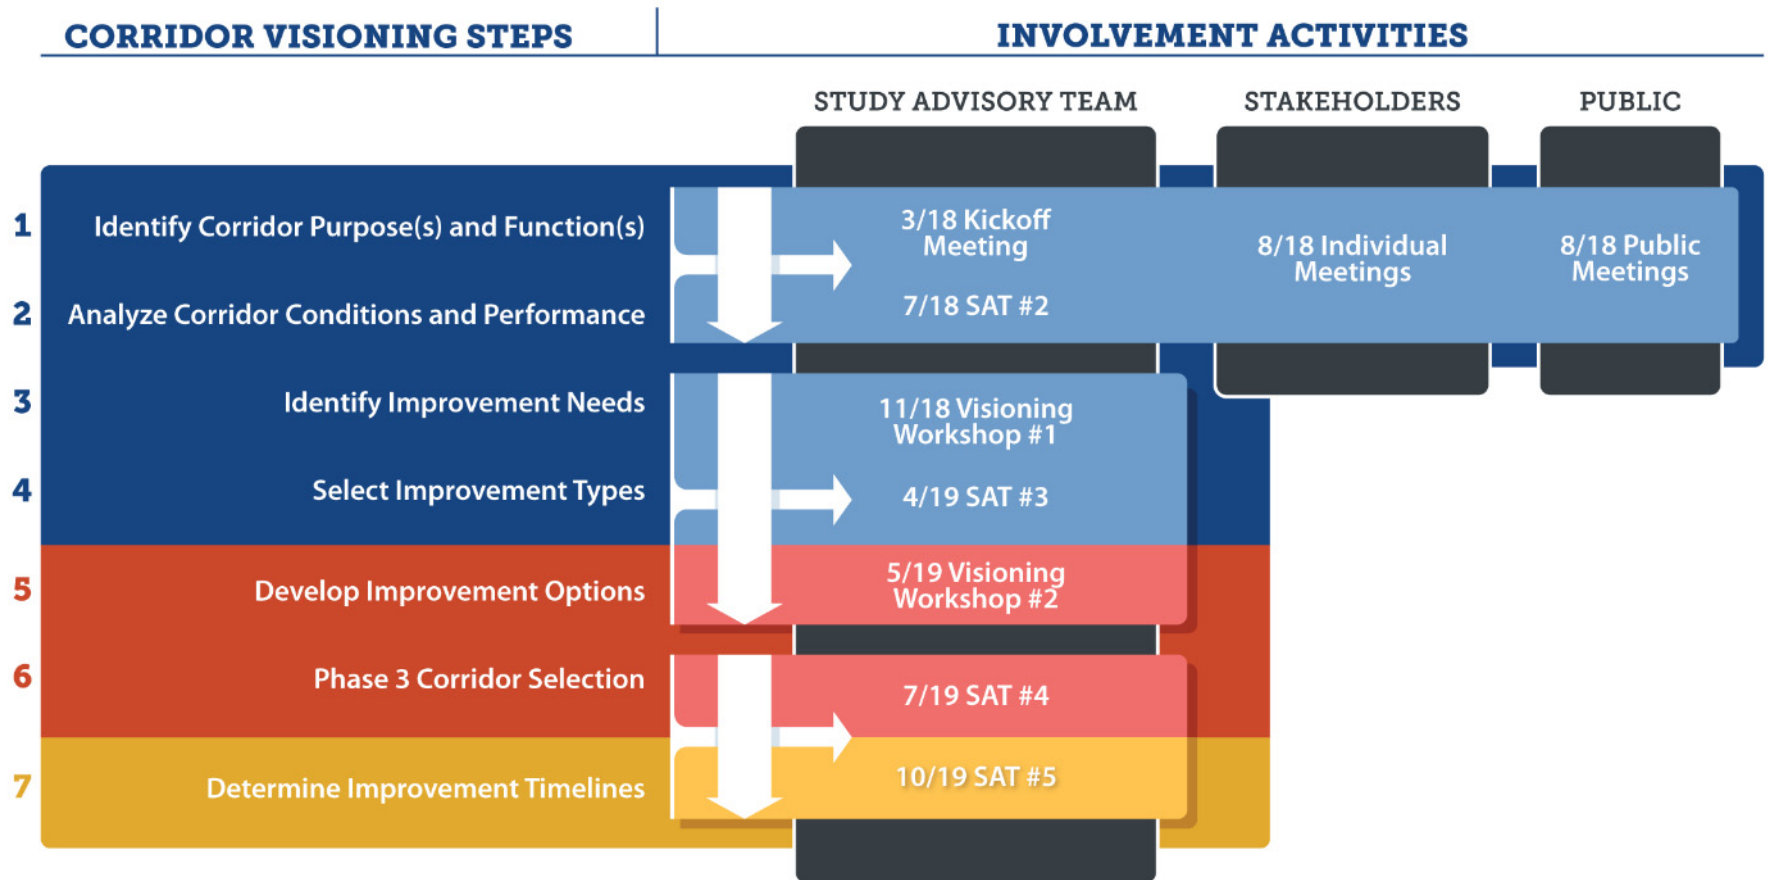 CORRIDOR VISIONING STEPS
INVOLVEMENT ACTIVITIES
STUDY ADVISORY TEAM
STAKEHOLDERS
PUBLIC
1
Identify Corridor Purpose(s) and Function(s)
3/18 Kickoff
Meeting
8/18 Individual
Meetings
8/18 Public
Meetings
2
Analyze Corridor Conditions and Performance
7/18 SAT #2
3
Identify Improvement Needs
11/18 Visioning
Workshop #1
4
Select Improvement Types
4/19 SAT #3
5
Develop Improvement Options
5/19 Visioning
Workshop #2
6
Phase 3 Corridor Selection
7/19 SAT #4
7
Determine Improvement Timelines
10/19 SAT #5